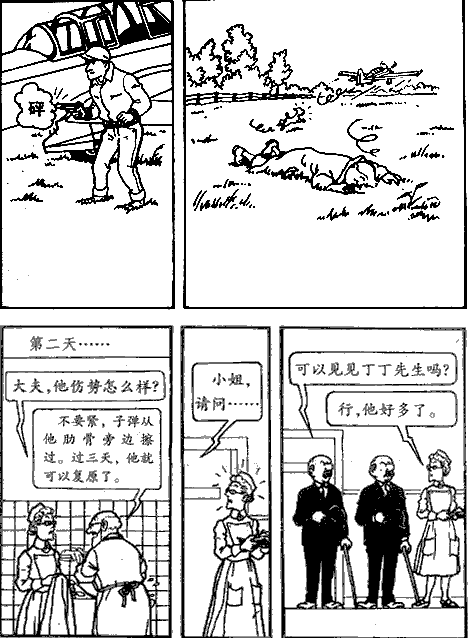 砰
第二天……
大夫，他伤势怎么样？
不要紧，子弹从
他肋骨旁边擦
过。过三天，他就
可以复原了。
小姐，
请问……
可以见见丁丁先生吗？
行，他好多了。